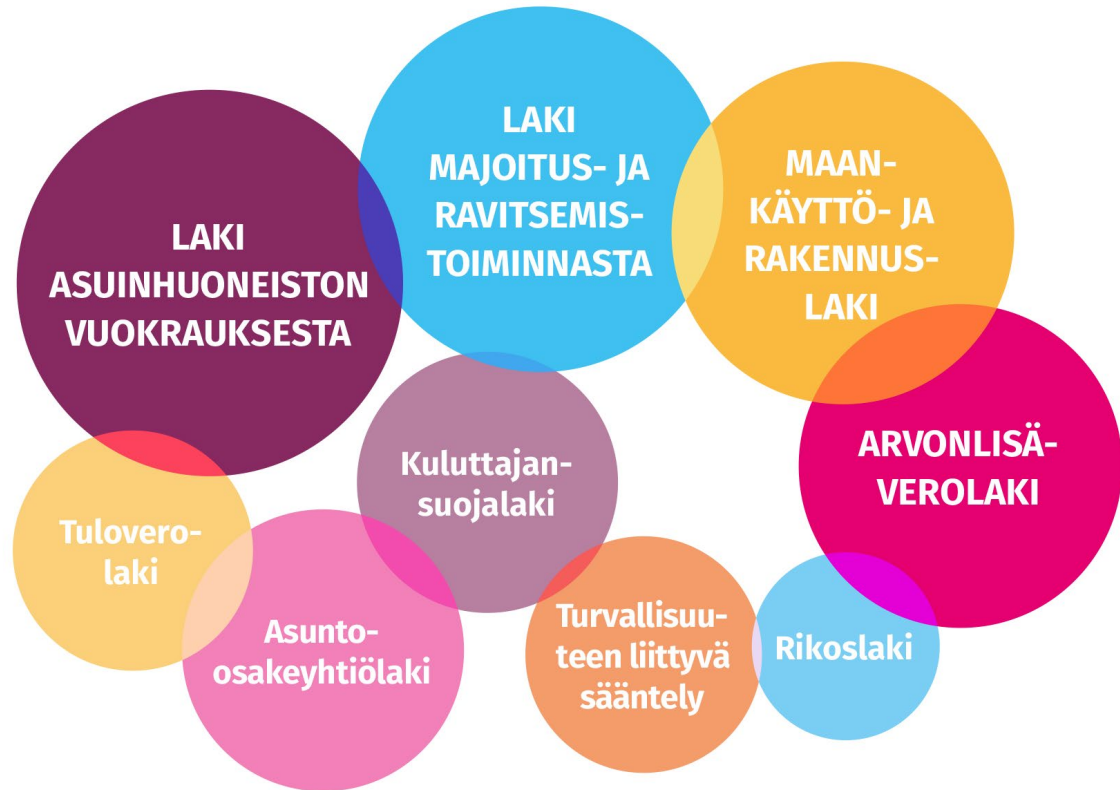 LAKI
ASUINHUONEISTON
VUOKRAUKSESTA
LAKI
MAJOITUS- JA
RAVITSEMIS-
TOIMINNASTA
MAAN-
KÄYTTÖ- JA
RAKENNUS-
LAKI
ARVONLISÄ-
VEROLAKI
Tulovero-
laki
Asunto-
osakeyhtiölaki
Kuluttajan-
suojalaki
Turvallisuu-
teen liittyvä
sääntely
Rikoslaki